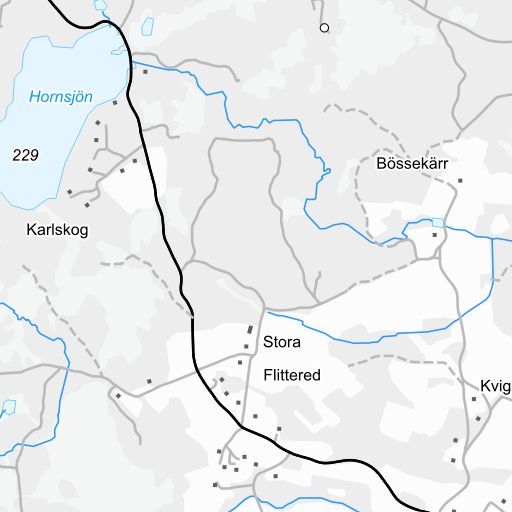 Hornsjön
229
Bössekärr
Karlskog
Stora
Flittered
Kvig